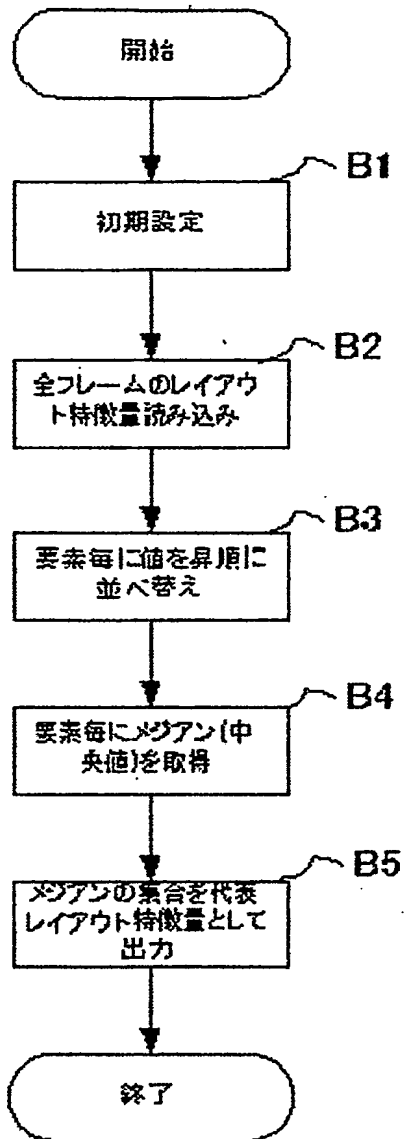 開始
B1
初期設定
B2
全フレームのレイアウ
ト特徴量読み込み
B3
要素毎に値を昇順に
並べ替え
B4
要素毎にメジアン(中
央値)を取得
B5
メジアンの集合を代表
レイアウト特徴量として
出力
終了